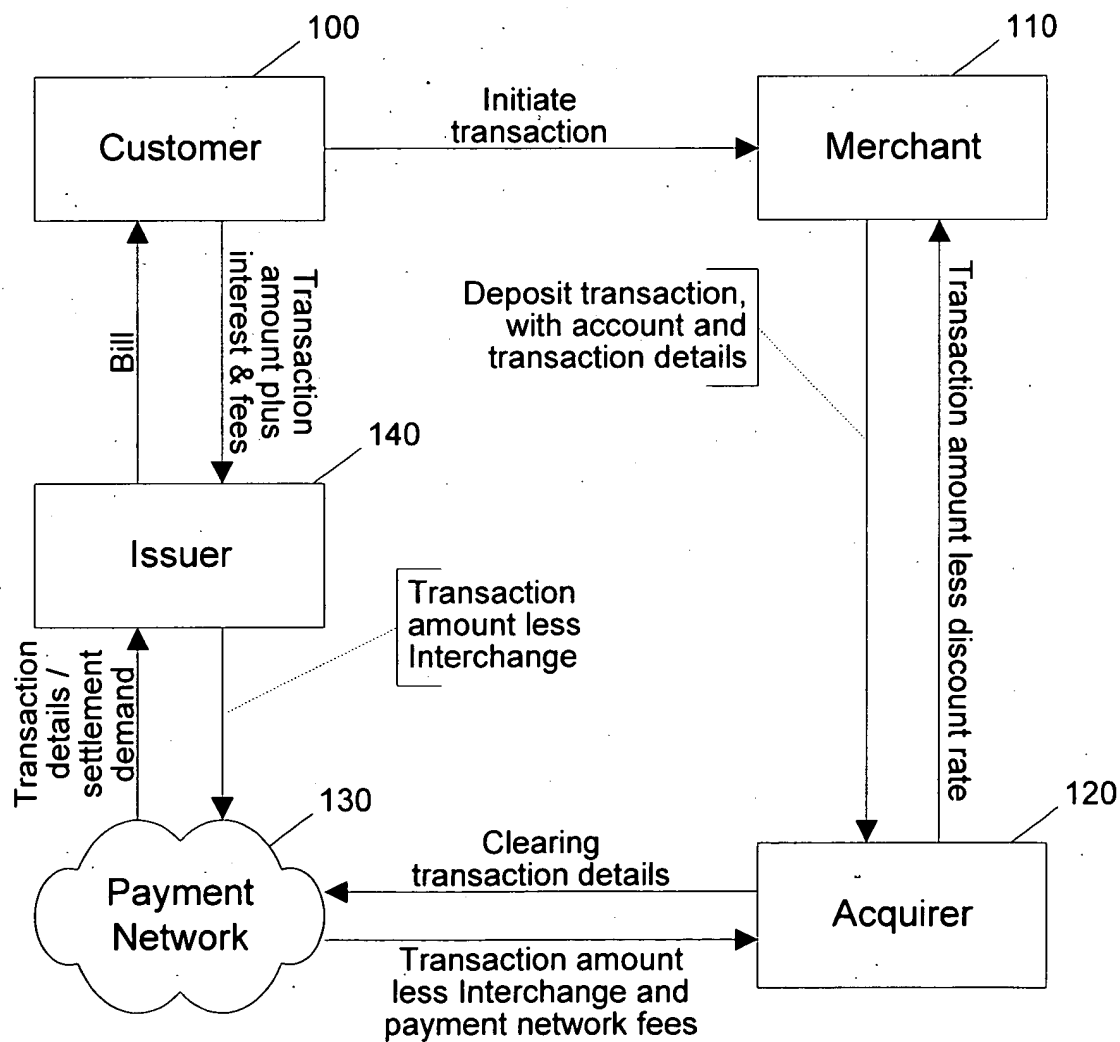 100
110
Customer
Initiate
transaction
Merchant
Bill
Transaction
amount plus
interest & fees
Deposit transaction,
with account and
transaction details
Transaction amount less discount rate
140
Issuer
Transaction
amount less
Interchange
Transaction
details /
settlement
demand
130
120
Payment
Network
Clearing
transaction details
Acquirer
Transaction amount
less Interchange and
payment network fees